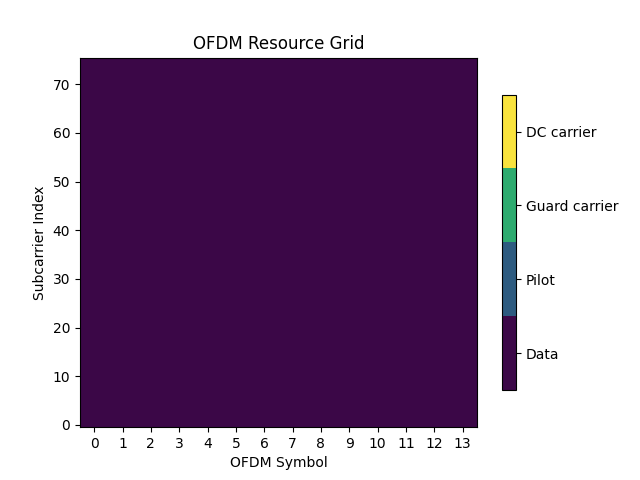 OFDM Resource Grid
70
60
50
40
30
20
10
0
Subcarrier Index
0 1 2 3 4 5 6 7 8 9 10 11 12 13
OFDM Symbol
DC carrier
Guard carrier
Pilot
Data